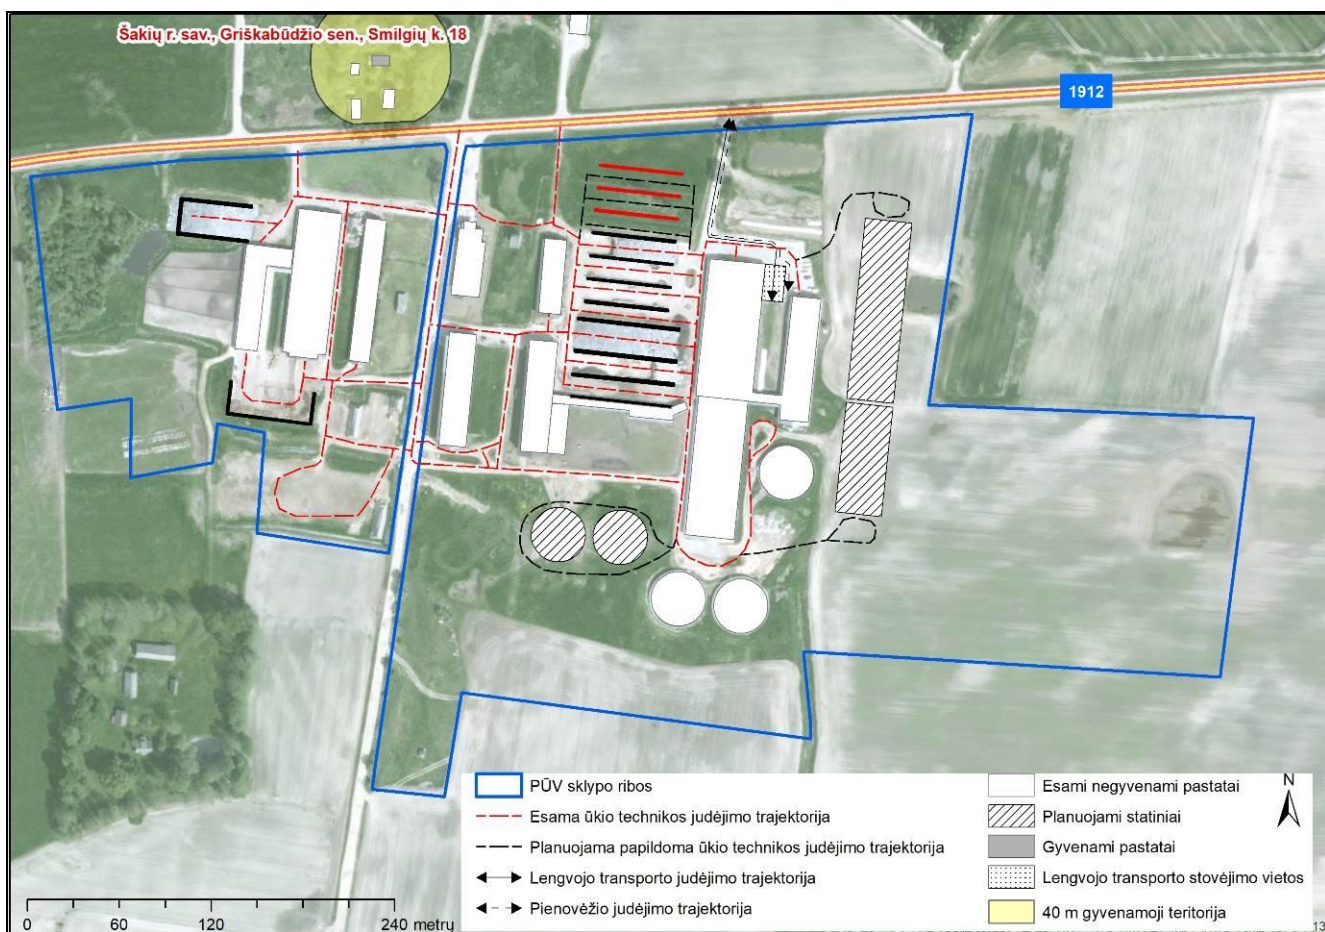 Šakių r. sav., Griškabūdžio sen., Smilgių k. 18
1912
PŪV sklypo ribos
Esama ūkio technikos judėjimo trajektorija
Planuojama papildoma ūkio technikos judėjimo trajektorija
Lengvojo transporto judėjimo trajektorija
Pienovėžio judėjimo trajektorija
Esami negyvenami pastatai
Planuojami statiniai
Gyvenami pastatai
Lengvojo transporto stovėjimo vietos
40 m gyvenamoji teritorija
N
0 60 120 240 metrų
13